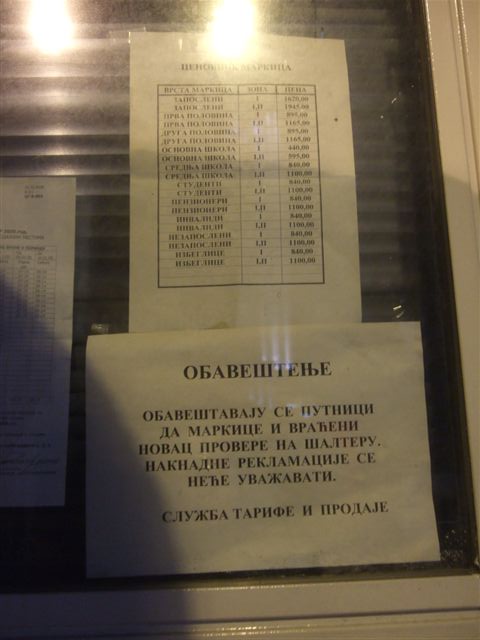 ЦЕНОВНИК МАРКИЦА
ВРСТА МАРКИЦА ЗОНА ЦЕНА
ЗАПОСЛЕНИ I 1620,00
ЗАПОСЛЕНИ I,II 1945,00
ПРВА ПОЛОВИНА I 895,00
ПРВА ПОЛОВИНА I,II 1165,00
ДРУГА ПОЛОВИНА I 895,00
ДРУГА ПОЛОВИНА I,II 1165,00
ОСНОВНА ШКОЛА I 440,00
ОСНОВНА ШКОЛА I,II 595,00
СРЕДЊА ШКОЛА I 840,00
СРЕДЊА ШКОЛА I,II 1100,00
СТУДЕНТИ I 840,00
СТУДЕНТИ I,II 1100,00
ПЕНЗИОНЕРИ I 840,00
ПЕНЗИОНЕРИ I,II 1100,00
ИНВАЛИДИ I 840,00
ИНВАЛИДИ I,II 1100,00
НЕЗАПОСЛЕНИ I 840,00
НЕЗАПОСЛЕНИ I,II 1100,00
ИЗБЕГЛИЦЕ I 840,00
ИЗБЕГЛИЦЕ I,II 1100,00
ОБАВЕШТЕЊЕ
ОБАВЕШТАВАЈУ СЕ ПУТНИЦИ
ДА МАРКИЦЕ И ВРАЋЕНИ
НОВАЦ ПРОВЕРЕ НА ШАЛТЕРУ.
НАКНАДНЕ РЕКЛАМАЦИЈЕ СЕ
НЕЋЕ УВАЖАВАТИ.
СЛУЖБА ТАРИФЕ И ПРОДАЈЕ